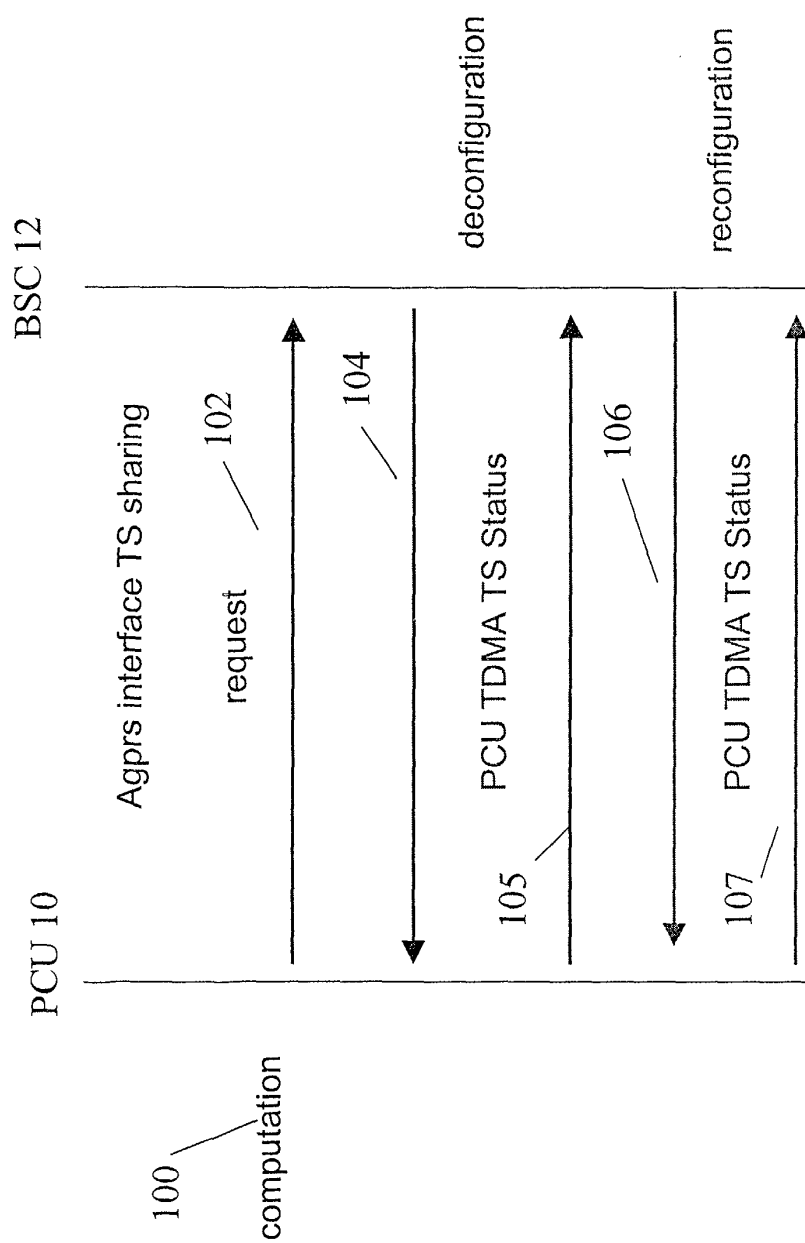 PCU 10
BSC 12
Agprs interface TS sharing
100
computation
request
102
104
deconfiguration
PCU TDMA TS Status
105
106
reconfiguration
PCU TDMA TS Status
107